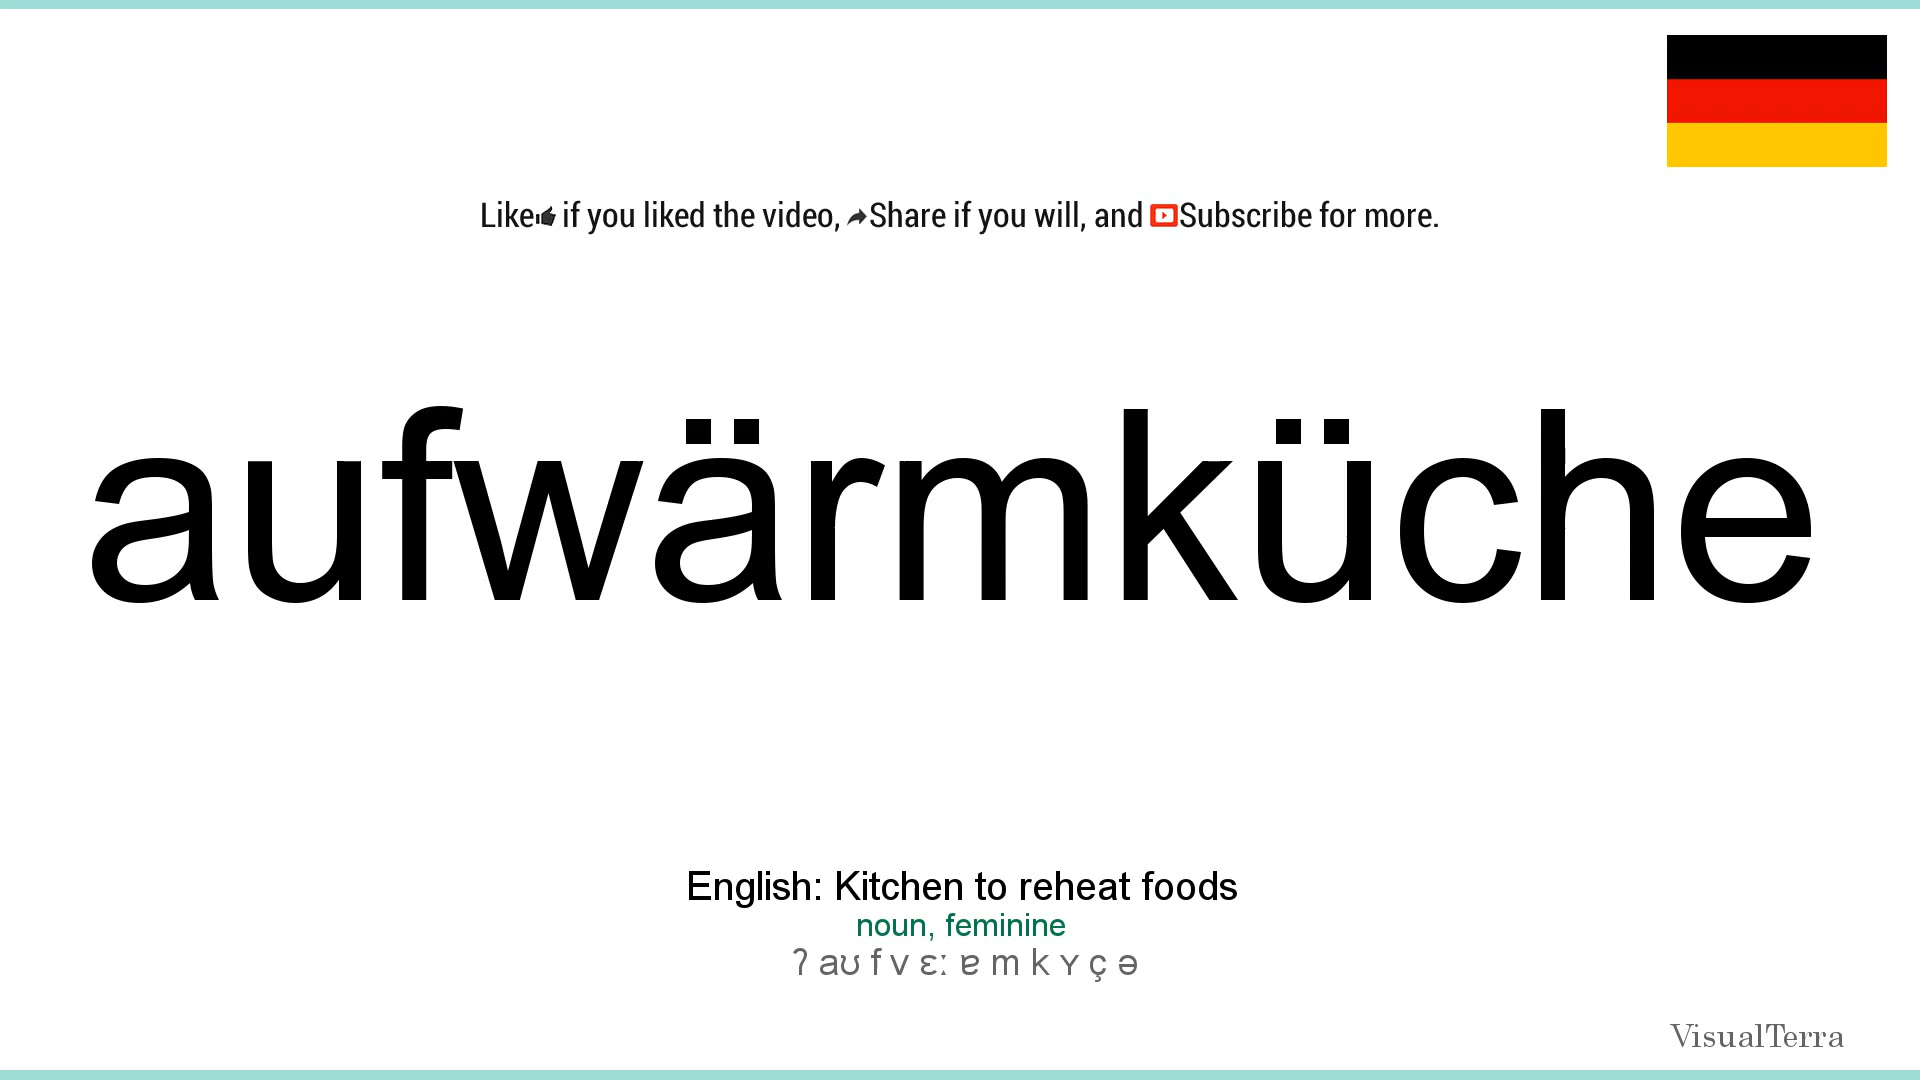 Like👍 if you liked the video, Share if you will, and Subscribe for more.
aufwärmküche
English: Kitchen to reheat foods
noun, feminine
ʔ aʊ f v ɛː ɐ m k ʏ ç ə
VisualTerra